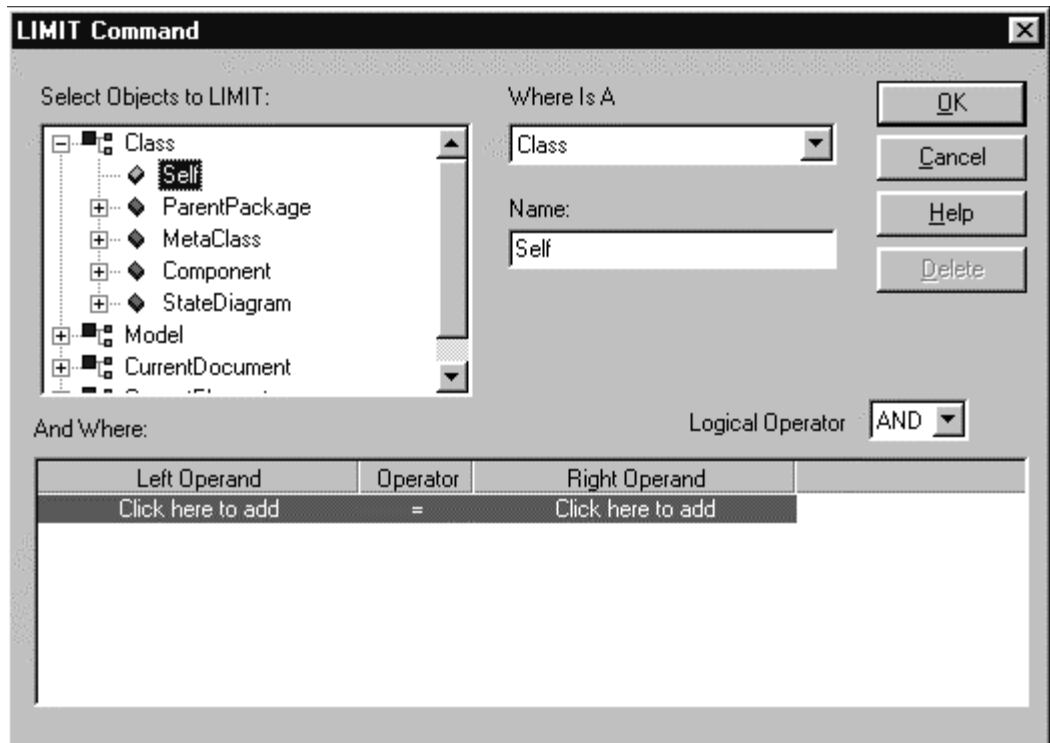 LIMIT Command
Select Objects to LIMIT:
Class
Self
ParentPackage
MetaClass
Component
StateDiagram
Model
CurrentDocument
Where Is A
Class
Name:
Self
OK
Cancel
Help
Delete
And Where:
Logical Operator AND
Left Operand Operator Right Operand
Click here to add = Click here to add